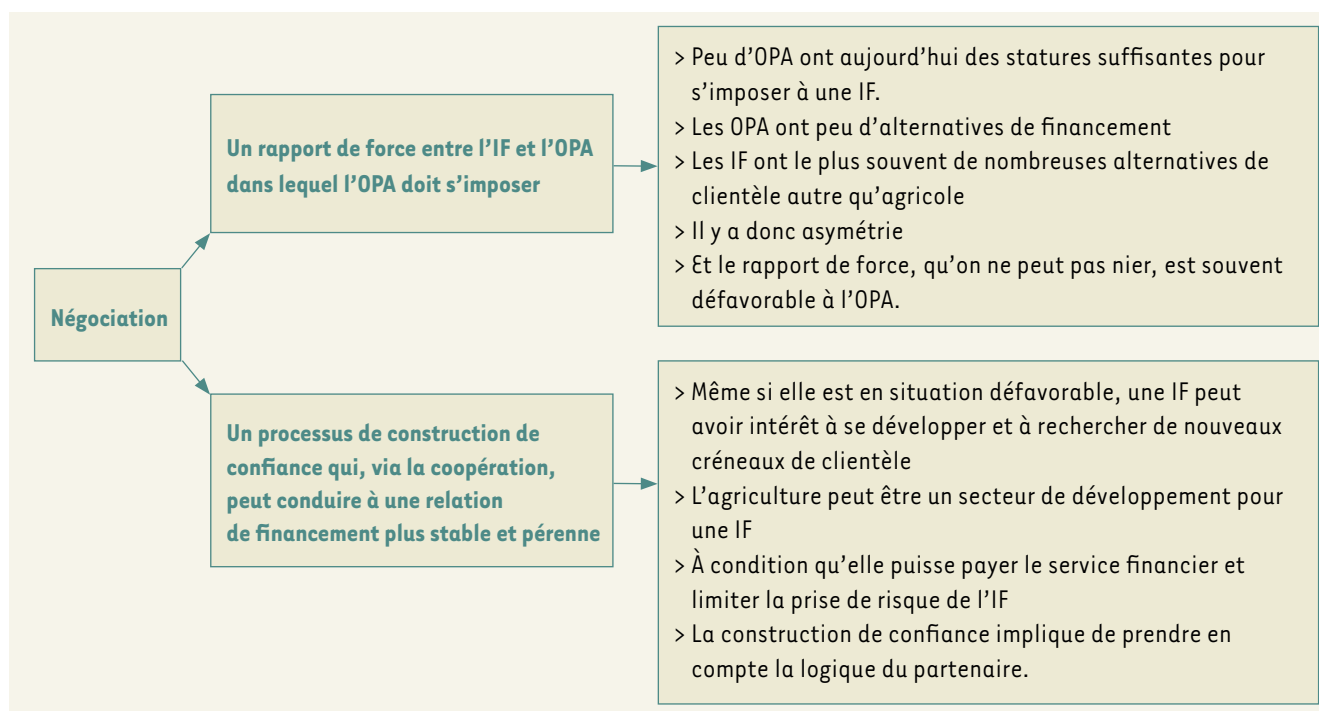 Négociation
Un rapport de force entre l’IF et l’OPA
dans lequel l’OPA doit s’imposer
> Peu d’OPA ont aujourd’hui des statures suffisantes pour
s’imposer à une IF.
> Les OPA ont peu d’alternatives de financement
> Les IF ont le plus souvent de nombreuses alternatives de
clientèle autre qu’agricole
> Il y a donc asymétrie
> Et le rapport de force, qu’on ne peut pas nier, est souvent
défavorable à l’OPA.
Un processus de construction de
confiance qui, via la coopération,
peut conduire à une relation
de financement plus stable et pérenne
> Même si elle est en situation défavorable, une IF peut
avoir intérêt à se développer et à rechercher de nouveaux
créneaux de clientèle
> L’agriculture peut être un secteur de développement pour
une IF
> À condition qu’elle puisse payer le service financier et
limiter la prise de risque de l’IF
> La construction de confiance implique de prendre en
compte la logique du partenaire.